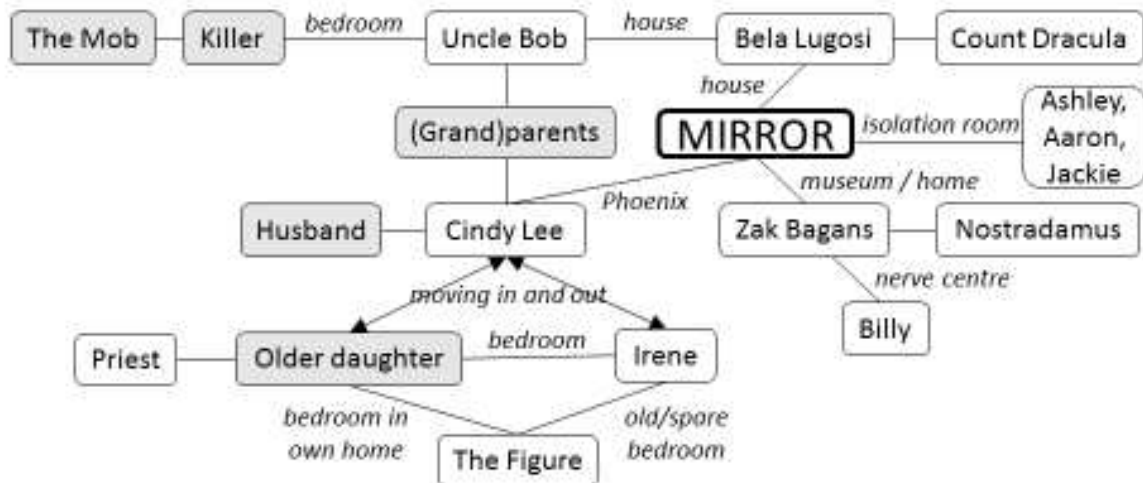 The Mob
Killer
bedroom
Uncle Bob
house
Bela Lugosi
Count Dracula
house
(Grand)parents
MIRROR
isolation room
Ashley,
Aaron,
Jackie
Phoenix
museum / home
Husband
Cindy Lee
Zak Bagans
Nostradamus
moving in and out
nerve centre
Billy
Priest
Older daughter
bedroom
Irene
bedroom in
own home
old/spare
bedroom
The Figure